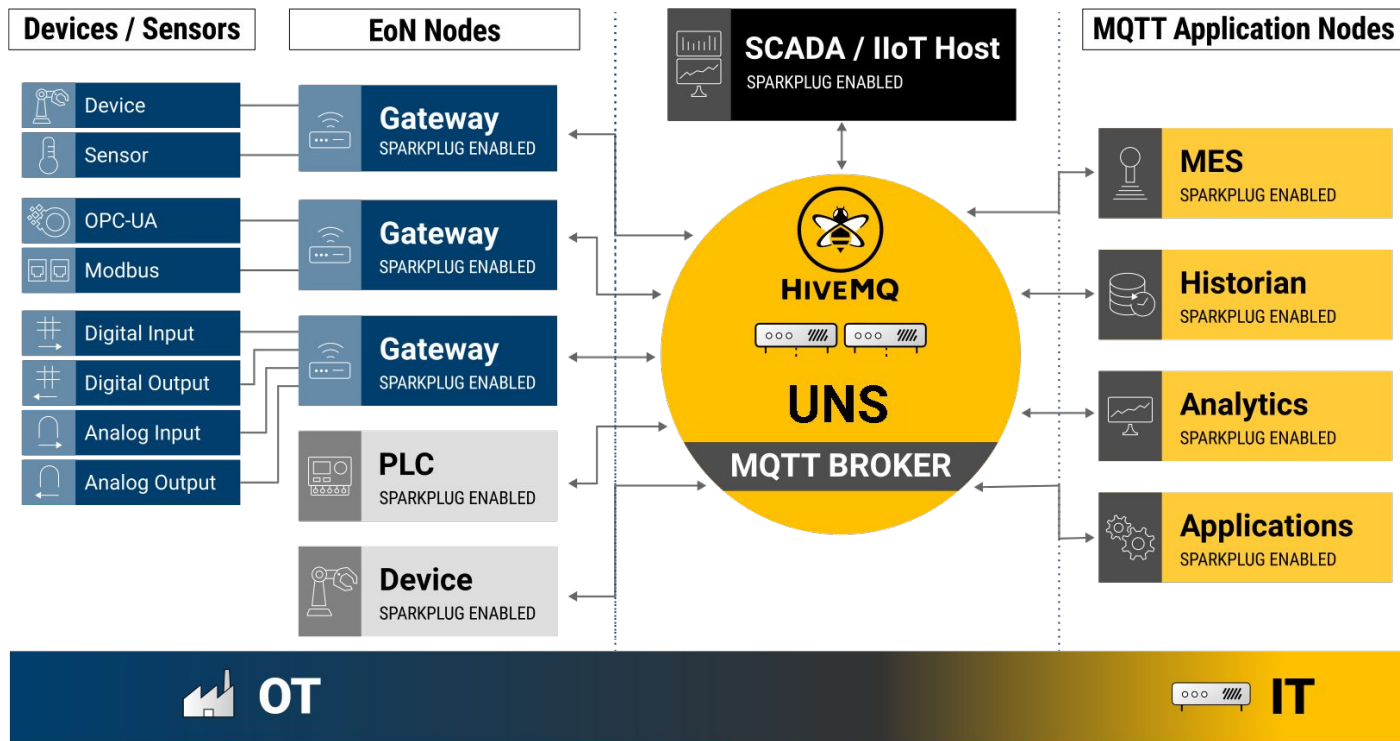 Devices / Sensors
EoN Nodes
MQTT Application Nodes
SCADA / IIoT Host
SPARKPLUG ENABLED
Device
Sensor
OPC-UA
Modbus
Digital Input
Digital Output
Analog Input
Analog Output
Gateway
SPARKPLUG ENABLED
Gateway
SPARKPLUG ENABLED
Gateway
SPARKPLUG ENABLED
PLC
SPARKPLUG ENABLED
Device
SPARKPLUG ENABLED
HIVEMQ
UNS
MQTT BROKER
MES
SPARKPLUG ENABLED
Historian
SPARKPLUG ENABLED
Analytics
SPARKPLUG ENABLED
Applications
SPARKPLUG ENABLED
OT
IT